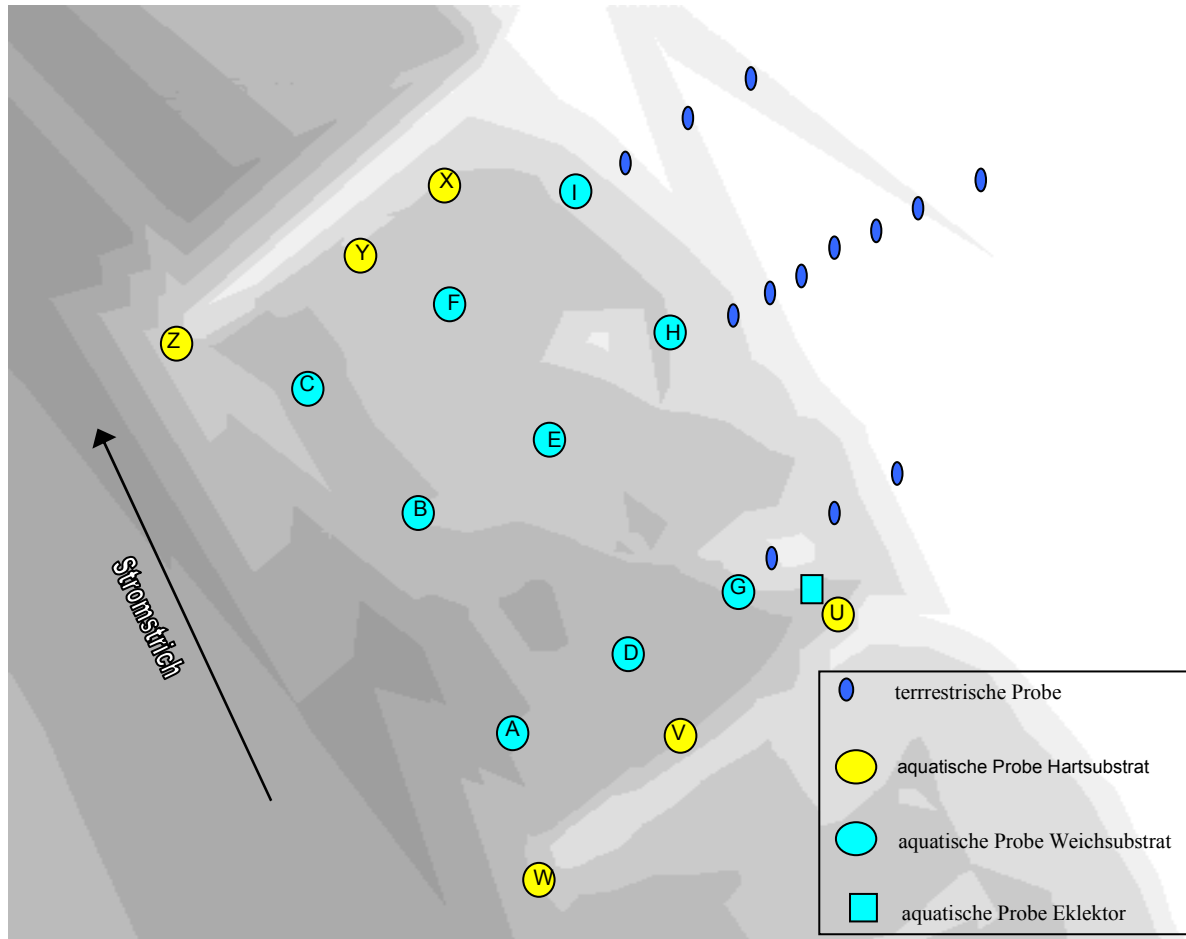 X
I
Y
F
H
Z
C
E
B
Stromstrich
G
U
D
A
V
W
terrrestrische Probe
aquatische Probe Hartsubstrat
aquatische Probe Weichsubstrat
aquatische Probe Eklektor